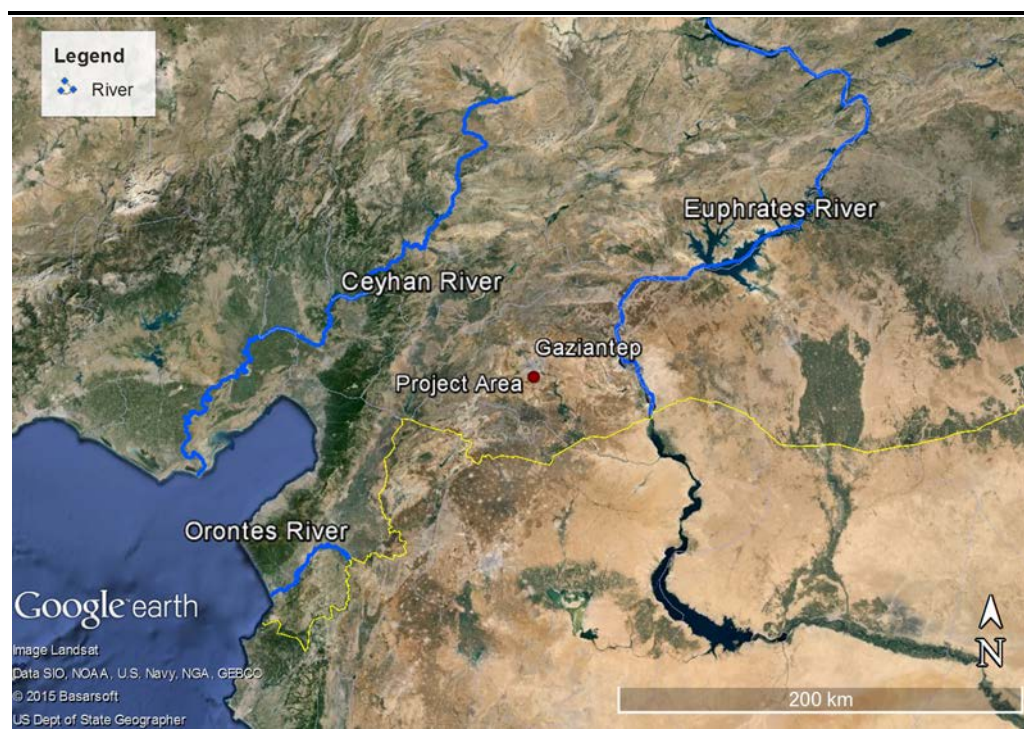 Legend
River
Euphrates River
Ceyhan River
Gaziantep
Project Area
Orontes River
Google earth
Image Landsat
Data SIO, NOAA, U.S. Navy, NGA, GEBCO
© 2015 Basarsoft
US Dept of State Geographer
N
200 km